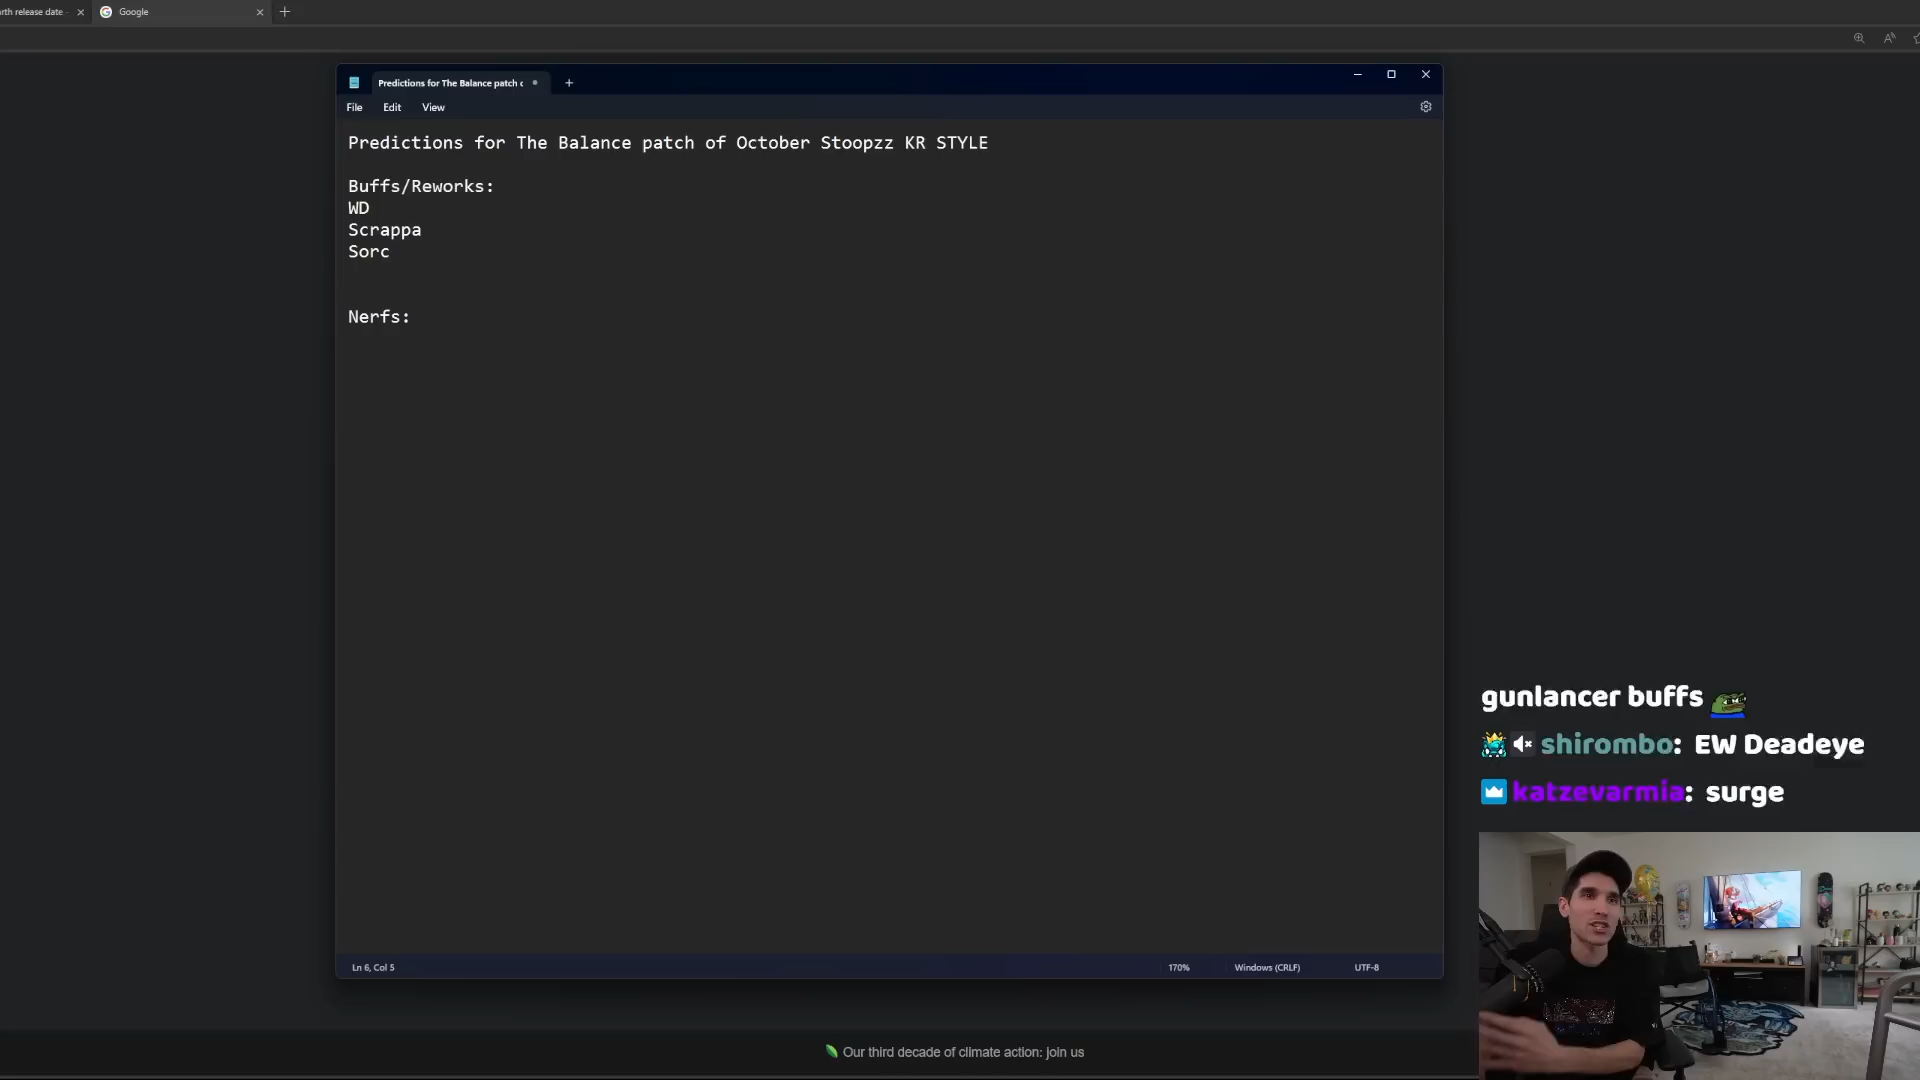 rth release date
Google
Predictions for The Balance patch c
File Edit View
Predictions for The Balance patch of October Stoopzz KR STYLE
Buffs/Reworks:
WD
Scrappa
Sorc
Nerfs:
gunlancer buffs
shirombo: EW Deadeye
katzevarmia: surge
Ln 6, Col 5
170%
Windows (CRLF)
UTF-8
Our third decade of climate action: join us